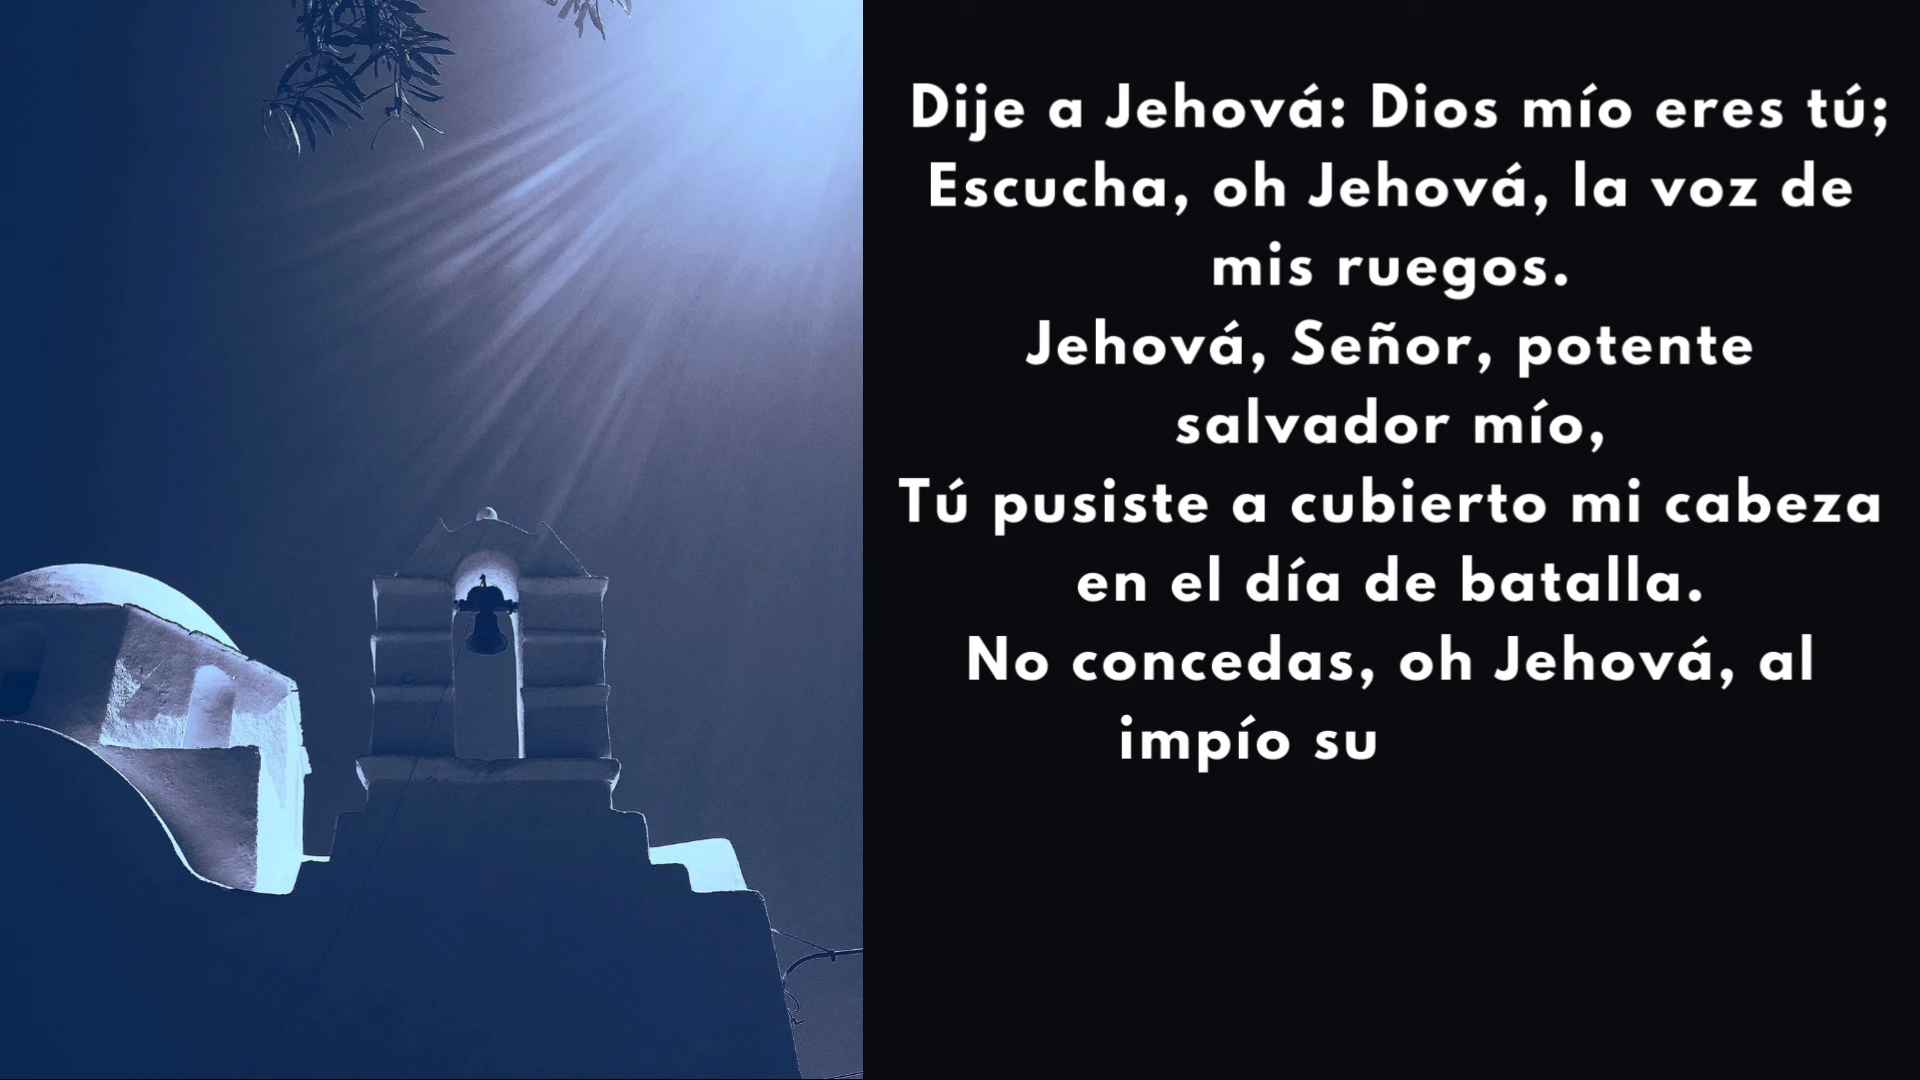 Dije a Jehová: Dios mío eres tú;
Escucha, oh Jehová, la voz de
mis ruegos.
Jehová, Señor, potente
salvador mío,
Tú pusiste a cubierto mi cabeza
en el día de batalla.
No concedas, oh Jehová, al
impío su